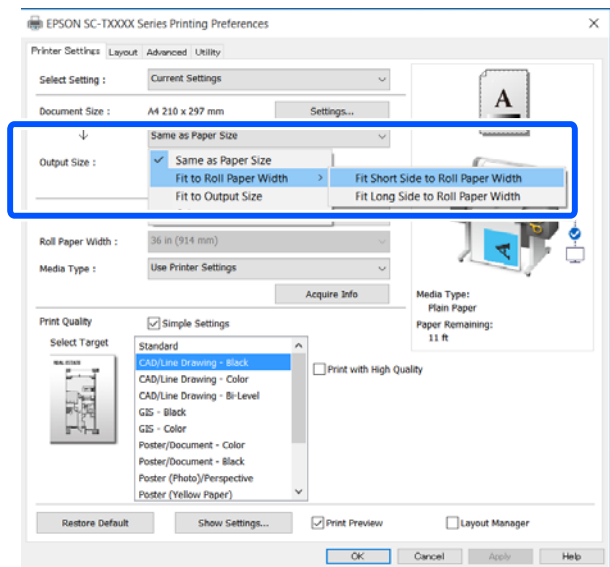 EPSON SC-TXXXX Series Printing Preferences
Printer Settings Layout Advanced Utility
Select Setting : Current Settings
Document Size : A4 210 x 297 mm Settings...
Same as Paper Size
Output Size : Same as Paper Size
Fit to Roll Paper Width Fit Short Side to Roll Paper Width
Fit to Output Size Fit Long Side to Roll Paper Width
Roll Paper Width : 36 in (914 mm)
Media Type : Use Printer Settings
Acquire Info
A
A
Media Type:
Plain Paper
Paper Remaining:
11 ft
Print Quality Simple Settings
Select Target
REAL ESTATE
Standard
CAD/Line Drawing - Black
CAD/Line Drawing - Color
CAD/Line Drawing - Bi-Level
GIS - Black
GIS - Color
Poster/Document - Color
Poster/Document - Black
Poster (Photo)/Perspective
Poster (Yellow Paper)
Print with High Quality
Restore Default Show Settings... Print Preview Layout Manager
OK Cancel Apply Help